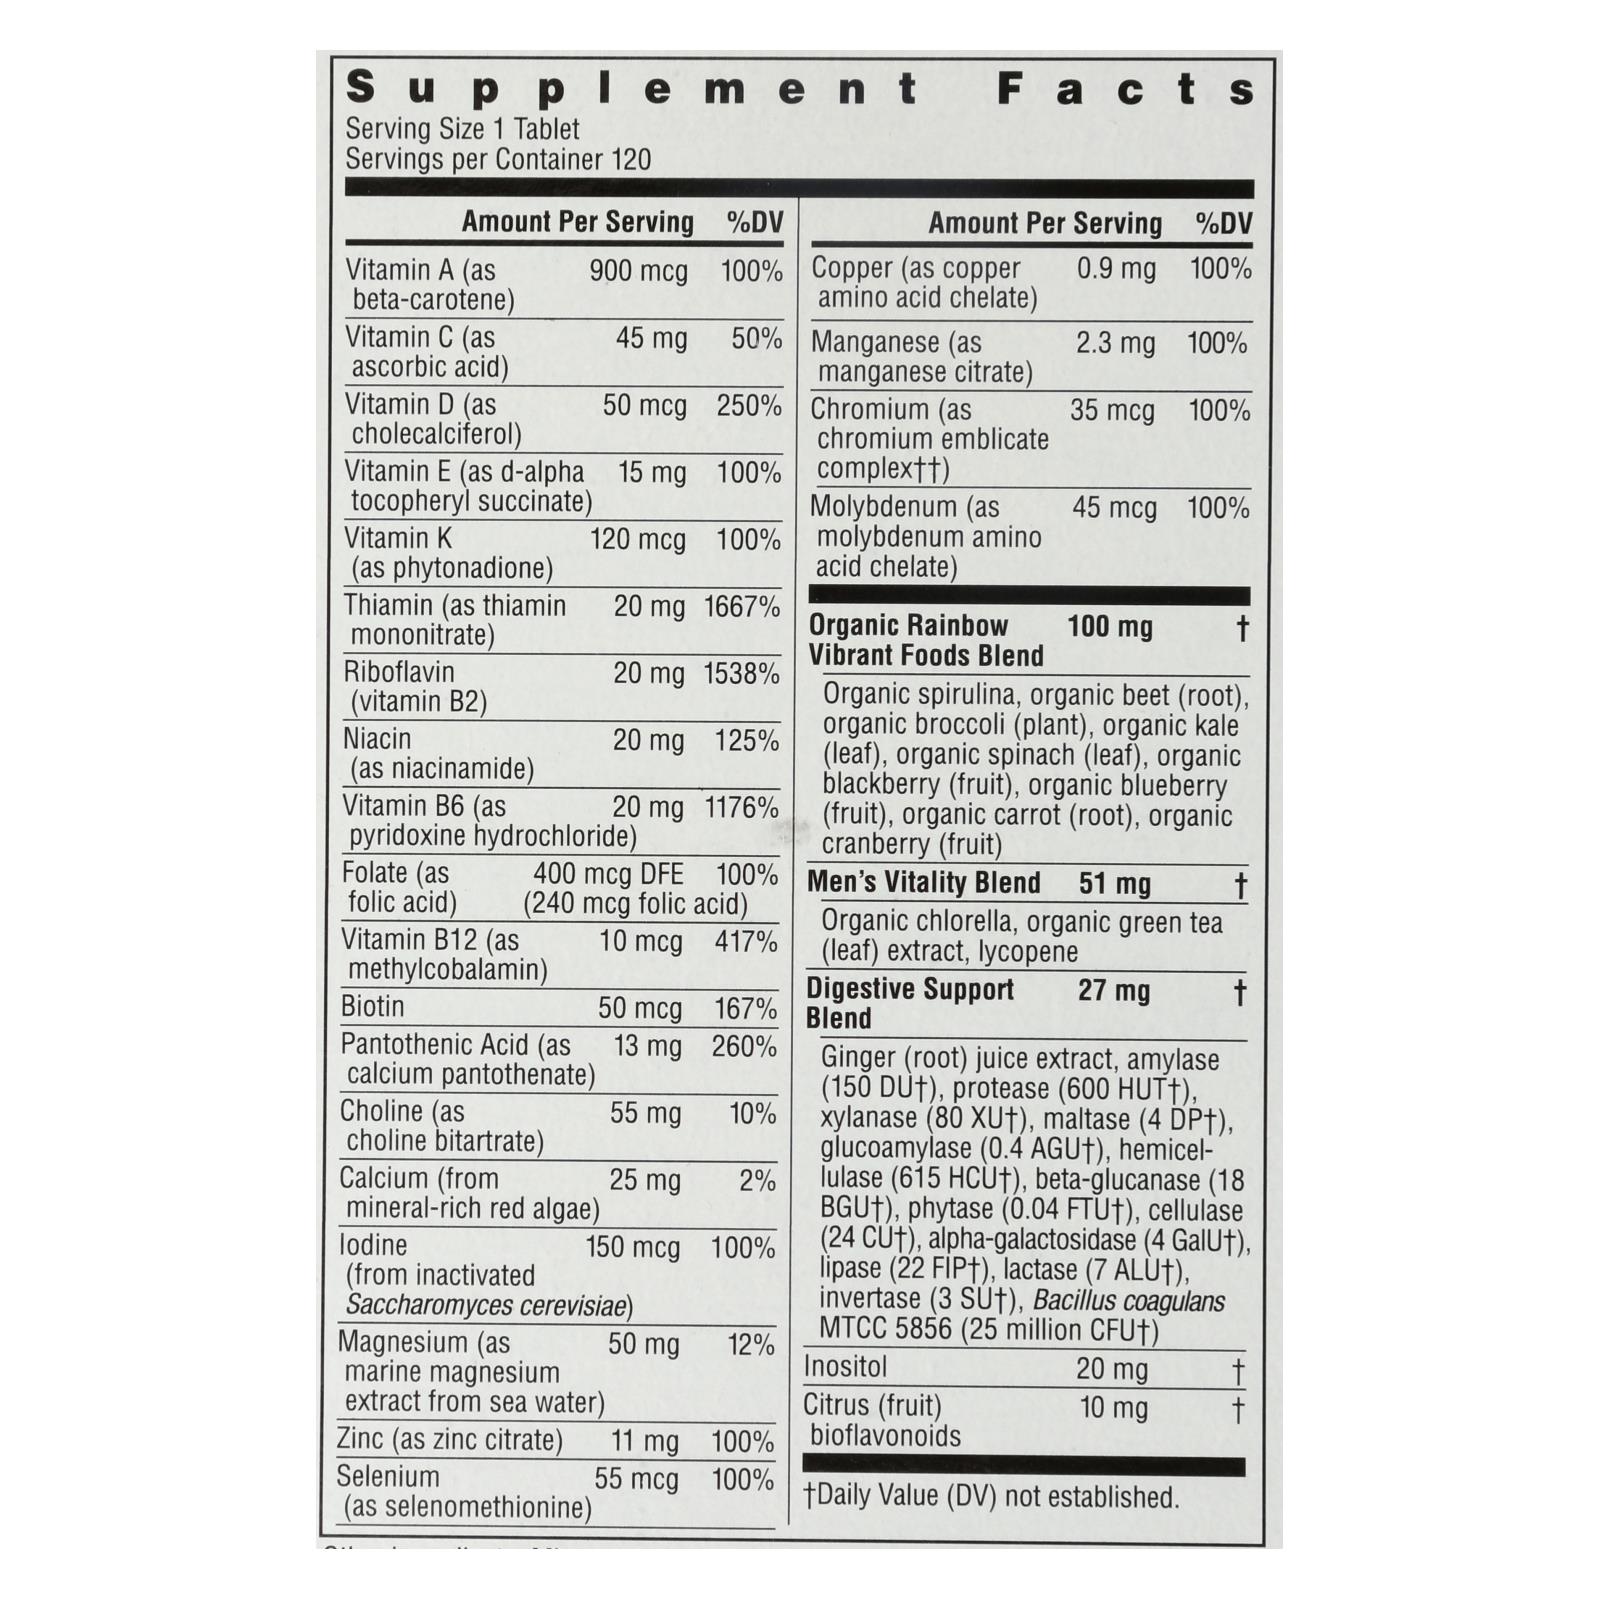 Supplement Facts
Serving Size 1 Tablet
Servings per Container 120
Amount Per Serving %DV
Vitamin A (as 900 mcg 100%
beta-carotene)
Vitamin C (as 45 mg 50%
ascorbic acid)
Vitamin D (as 50 mcg 250%
cholecalciferol)
Vitamin E (as d-alpha 15 mg 100%
tocopheryl succinate)
Vitamin K 120 mcg 100%
(as phytonadione)
Thiamin (as thiamin 20 mg 1667%
mononitrate)
Riboflavin 20 mg 1538%
(vitamin B2)
Niacin 20 mg 125%
(as niacinamide)
Vitamin B6 (as 20 mg 1176%
pyridoxine hydrochloride)
Folate (as 400 mcg DFE 100%
folic acid) (240 mcg folic acid)
Vitamin B12 (as 10 mcg 417%
methylcobalamin)
Biotin 50 mcg 167%
Pantothenic Acid (as 13 mg 260%
calcium pantothenate)
Choline (as 55 mg 10%
choline bitartrate)
Calcium (from 25 mg 2%
mineral-rich red algae)
Iodine 150 mcg 100%
(from inactivated
Saccharomyces cerevisiae)
Magnesium (as 50 mg 12%
marine magnesium
extract from sea water)
Zinc (as zinc citrate) 11 mg 100%
Selenium 55 mcg 100%
(as selenomethionine)
Amount Per Serving %DV
Copper (as copper 0.9 mg 100%
amino acid chelate)
Manganese (as 2.3 mg 100%
manganese citrate)
Chromium (as 35 mcg 100%
chromium emblicate
complex††)
Molybdenum (as 45 mcg 100%
molybdenum amino
acid chelate)
Organic Rainbow 100 mg †
Vibrant Foods Blend
Organic spirulina, organic beet (root),
organic broccoli (plant), organic kale
(leaf), organic spinach (leaf), organic
blackberry (fruit), organic blueberry
(fruit), organic carrot (root), organic
cranberry (fruit)
Men's Vitality Blend 51 mg †
Organic chlorella, organic green tea
(leaf) extract, lycopene
Digestive Support 27 mg †
Blend
Ginger (root) juice extract, amylase
(150 DU†), protease (600 HUT†),
xylanase (80 XU†), maltase (4 DP†),
glucoamylase (0.4 AGU†), hemicel-
lulase (615 HCU†), beta-glucanase (18
BGU†), phytase (0.04 FTU†), cellulase
(24 CU†), alpha-galactosidase (4 GalU†),
lipase (22 FIP†), lactase (7 ALU†),
invertase (3 SU†), Bacillus coagulans
MTCC 5856 (25 million CFU†)
Inositol 20 mg †
Citrus (fruit) 10 mg †
bioflavonoids
†Daily Value (DV) not established.